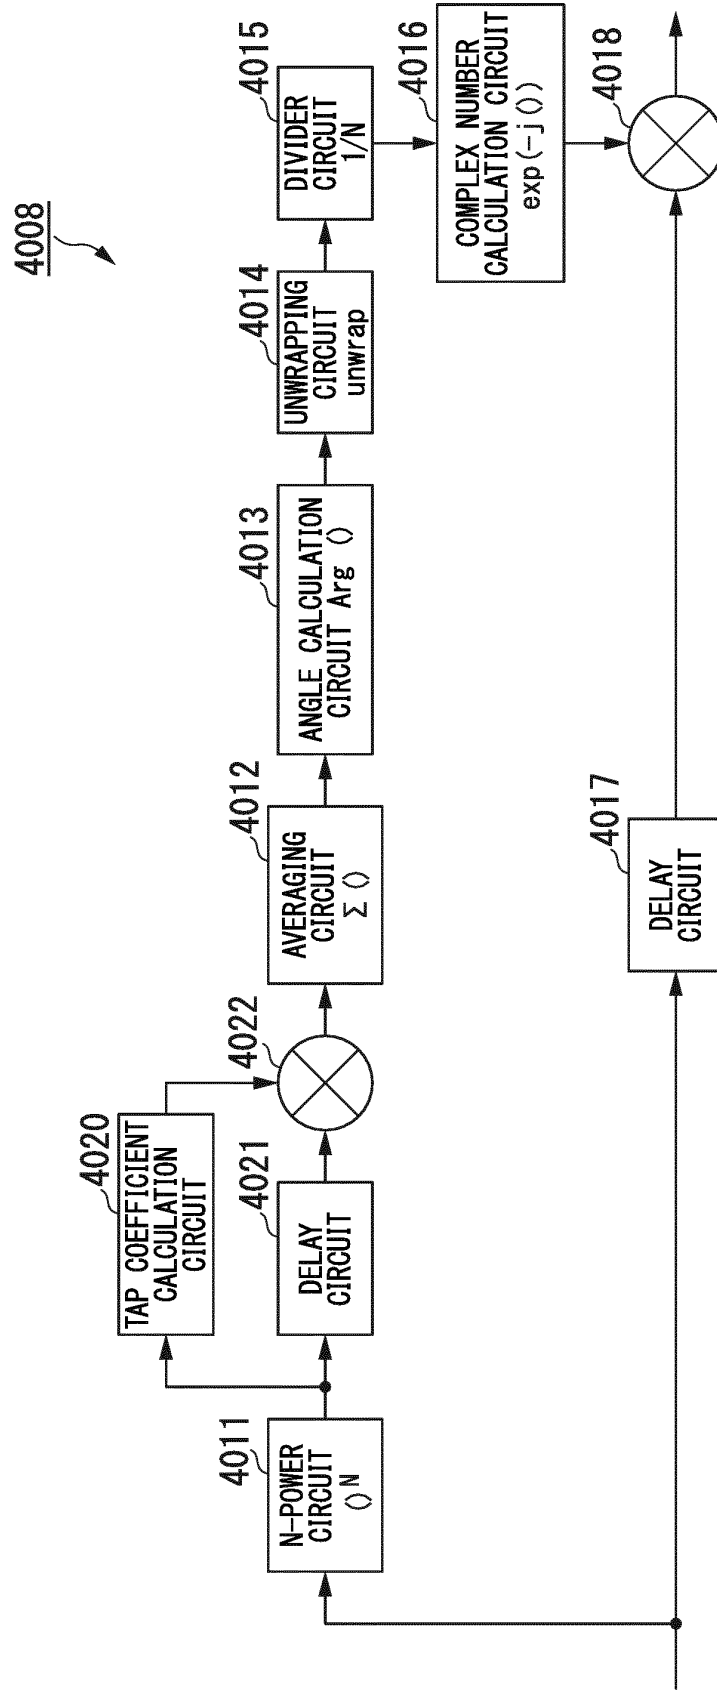 4008
4011
N-POWER
CIRCUIT
()N
4020
TAP COEFFICIENT
CALCULATION
CIRCUIT
4021
DELAY
CIRCUIT
4022
4012
AVERAGING
CIRCUIT
Σ ()
4013
ANGLE CALCULATION
CIRCUIT Arg ()
4014
UNWRAPPING
CIRCUIT
unwrap
4015
DIVIDER
CIRCUIT
1/N
4016
COMPLEX NUMBER
CALCULATION CIRCUIT
exp(-j())
4017
DELAY
CIRCUIT
4018